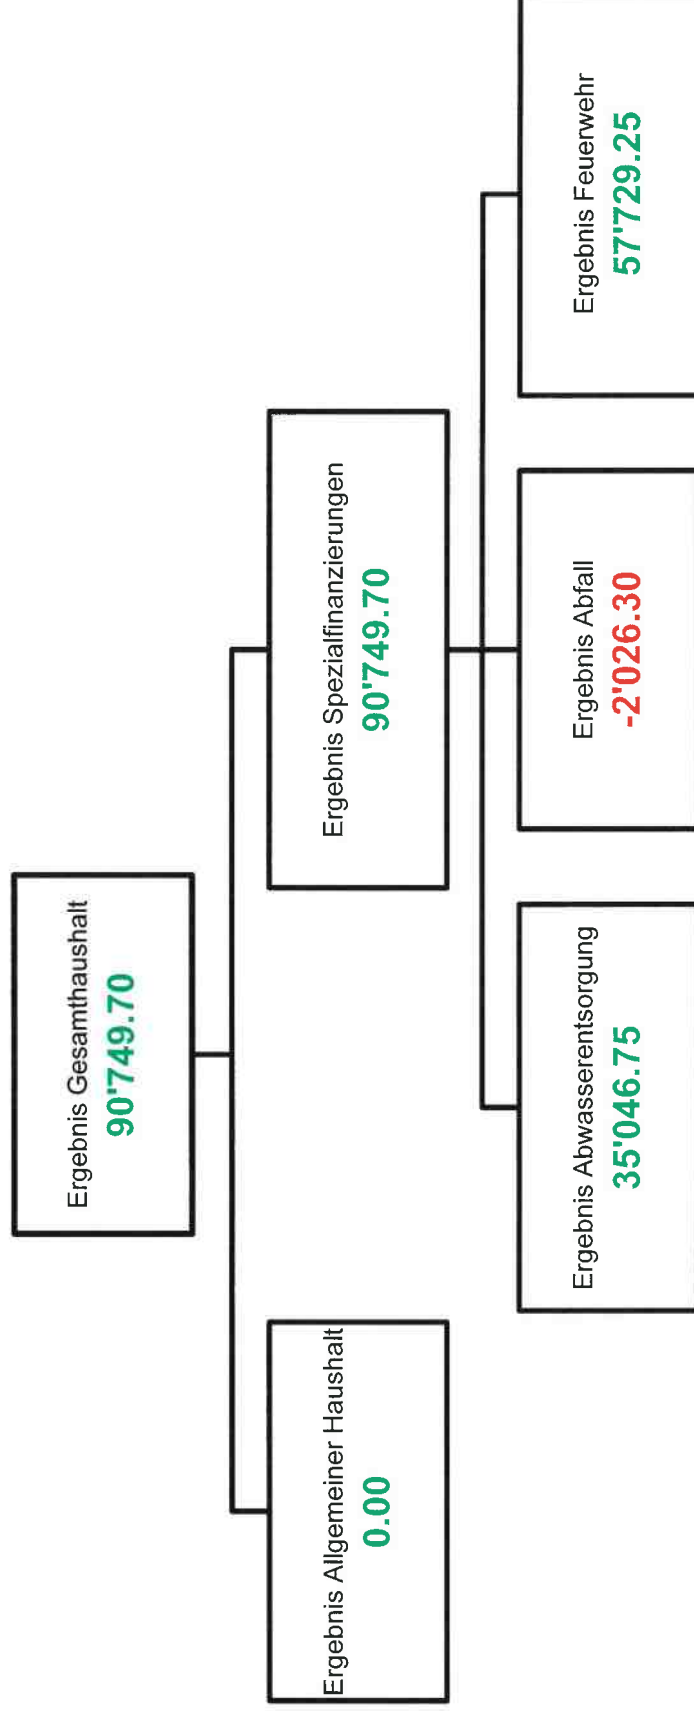 Ergebnis Gesamthaushalt
90'749.70
Ergebnis Allgemeiner Haushalt
0.00
Ergebnis Spezialfinanzierungen
90'749.70
Ergebnis Abwasserentsorgung
35'046.75
Ergebnis Abfall
-2'026.30
Ergebnis Feuerwehr
57'729.25